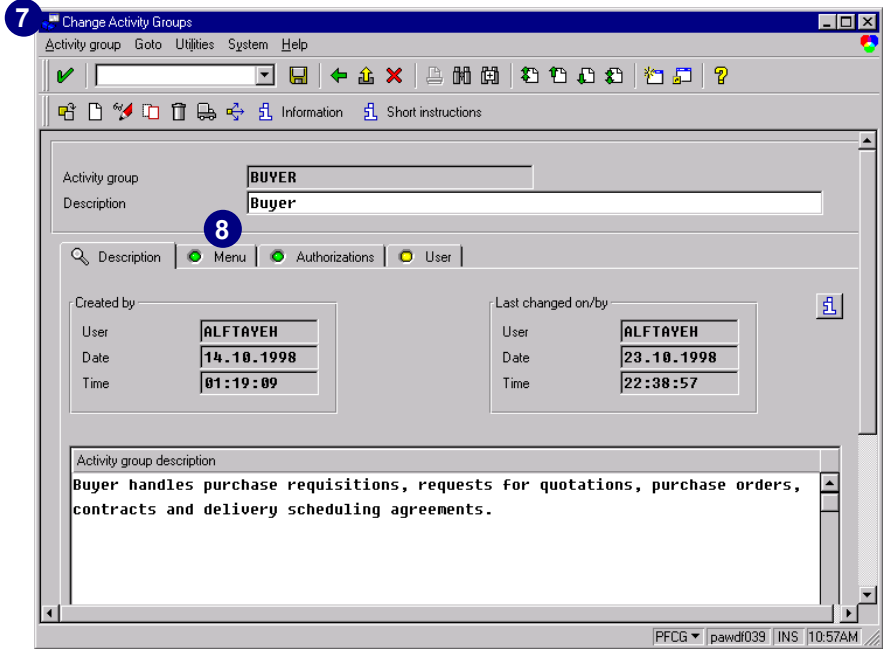 7
Change Activity Groups
Activity group Goto Utilities System Help
Information Short instructions
Activity group BUYER
Description Buyer
8
Description Menu Authorizations User
Created by Last changed on/by
User ALFTAYEH User ALFTAYEH
Date 14.10.1998 Date 23.10.1998
Time 01:19:09 Time 22:38:57
Activity group description
Buyer handles purchase requisitions, requests for quotations, purchase orders,
contracts and delivery scheduling agreements.
PFCG pawdf039 INS 10:57AM